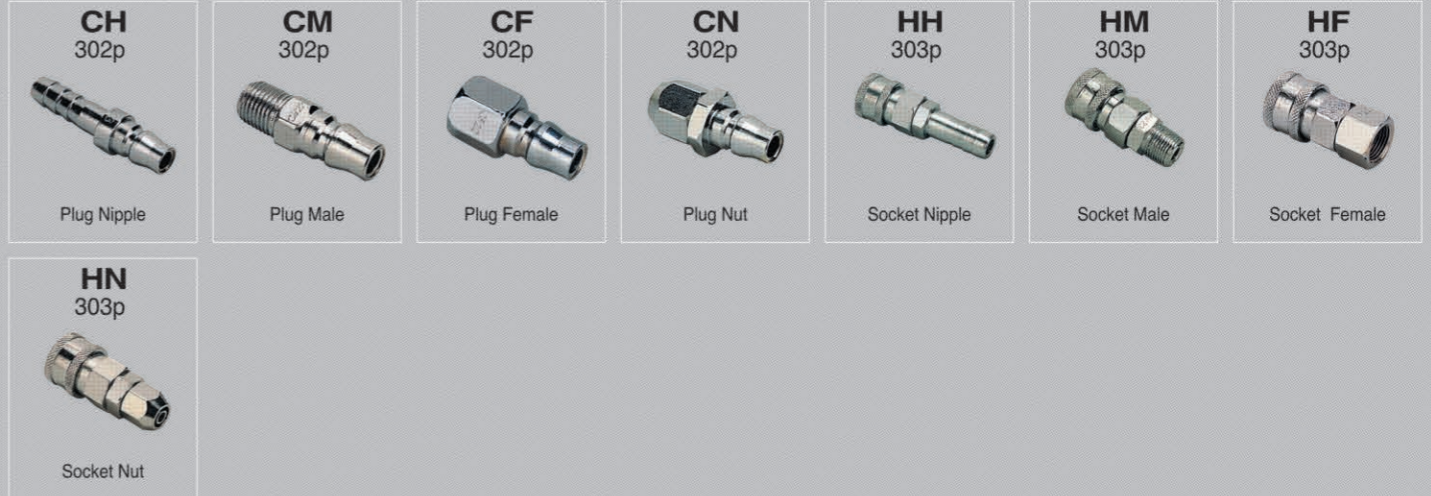 CH
302p
Plug Nipple
CM
302p
Plug Male
CF
302p
Plug Female
CN
302p
Plug Nut
HH
303p
Socket Nipple
HM
303p
Socket Male
HF
303p
Socket Female
HN
303p
Socket Nut